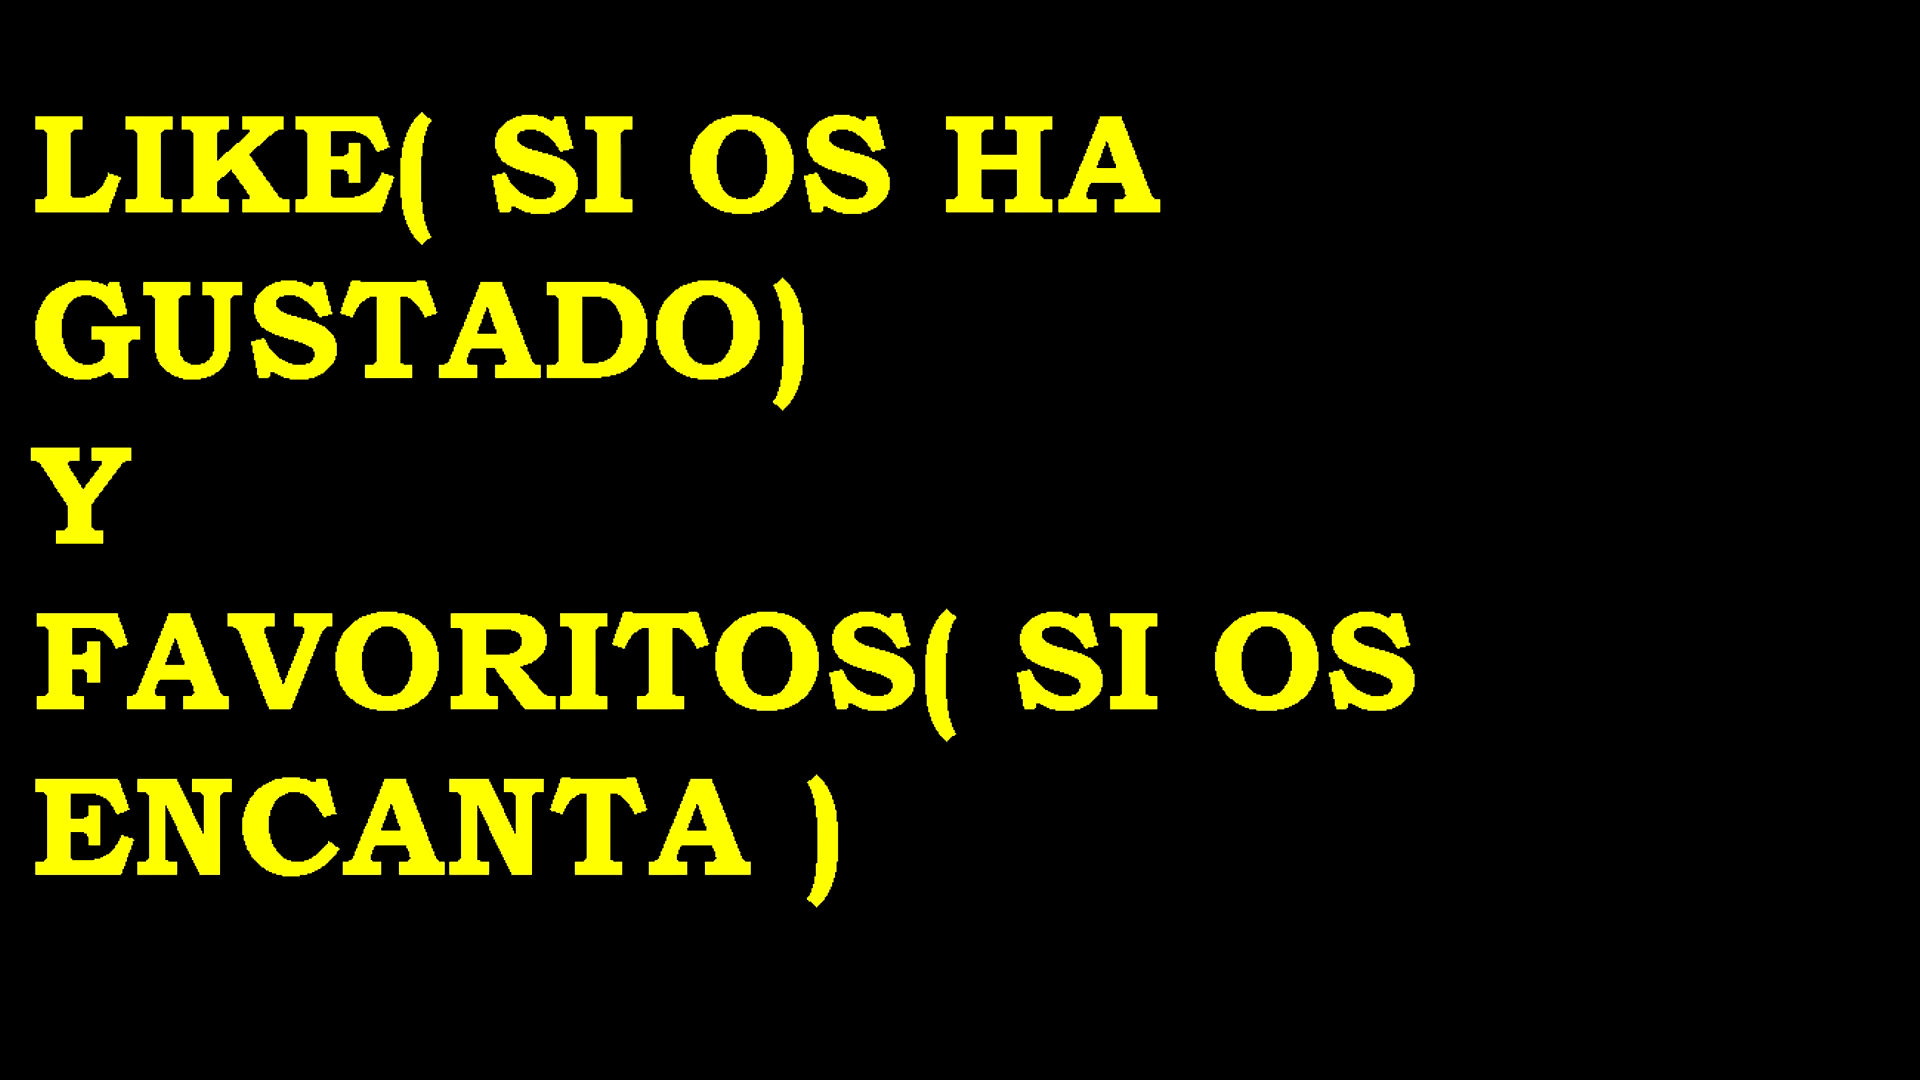 LIKE( SI OS HA
GUSTADO)
Y
FAVORITOS( SI OS
ENCANTA )